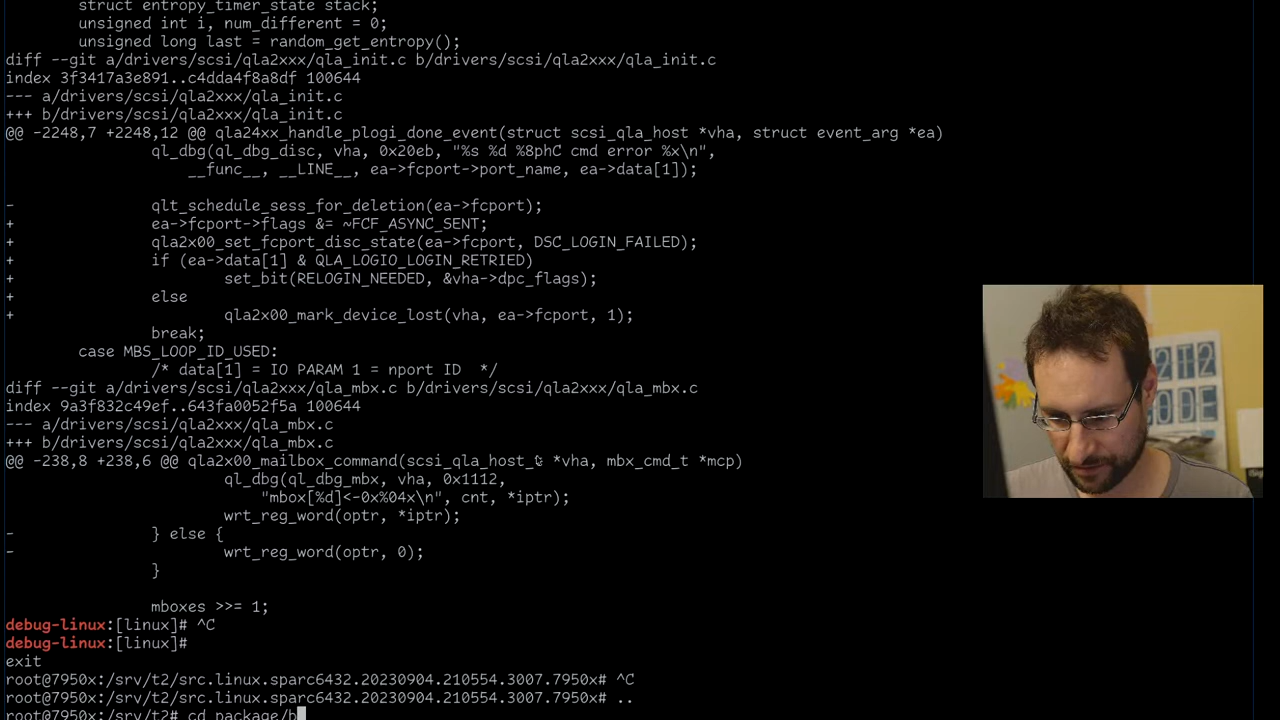 struct entropy_timer_state stack;
unsigned int i, num_different = 0;
unsigned long last = random_get_entropy();
diff --git a/drivers/scsi/qla2xxx/qla_init.c b/drivers/scsi/qla2xxx/qla_init.c
index 3f3417a3e891..c4dda4f8a8df 100644
--- a/drivers/scsi/qla2xxx/qla_init.c
+++ b/drivers/scsi/qla2xxx/qla_init.c
@@ -2248,7 +2248,12 @@ qla24xx_handle_plogi_done_event(struct scsi_qla_host *vha, struct event_arg *ea)
ql_dbg(ql_dbg_disc, vha, 0x20eb, "%s %d %8phC cmd error %x\n",
__func__, __LINE__, ea->fcport->port_name, ea->data[1]);
- qlt_schedule_sess_for_deletion(ea->fcport);
+ ea->fcport->flags &= ~FCF_ASYNC_SENT;
+ qla2x00_set_fcport_disc_state(ea->fcport, DSC_LOGIN_FAILED);
+ if (ea->data[1] & QLA_LOGIO_LOGIN_RETRIED)
+ set_bit(RELOGIN_NEEDED, &vha->dpc_flags);
+ else
+ qla2x00_mark_device_lost(vha, ea->fcport, 1);
break;
case MBS_LOOP_ID_USED:
/* data[1] = IO PARAM 1 = nport ID */
diff --git a/drivers/scsi/qla2xxx/qla_mbx.c b/drivers/scsi/qla2xxx/qla_mbx.c
index 9a3f832c49ef..643fa0052f5a 100644
--- a/drivers/scsi/qla2xxx/qla_mbx.c
+++ b/drivers/scsi/qla2xxx/qla_mbx.c
@@ -238,8 +238,6 @@ qla2x00_mailbox_command(scsi_qla_host_t *vha, mbx_cmd_t *mcp)
ql_dbg(ql_dbg_mbx, vha, 0x1112,
"mbox[%d]<-0x%04x\n", cnt, *iptr);
wrt_reg_word(optr, *iptr);
- } else {
- wrt_reg_word(optr, 0);
}
mboxes >>= 1;
debug-linux:[linux]# ^C
debug-linux:[linux]#
exit
root@7950x:/srv/t2/src.linux.sparc6432.20230904.210554.3007.7950x# ^C
root@7950x:/srv/t2/src.linux.sparc6432.20230904.210554.3007.7950x# ..
root@7950x:/srv/t2# cd package/b